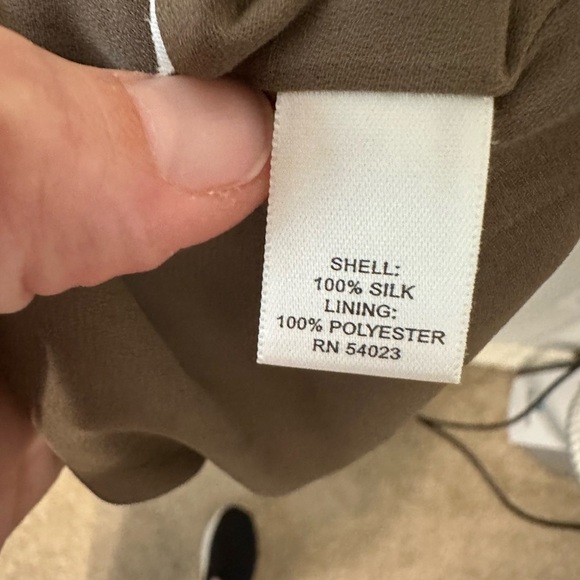 SHELL:
100% SILK
LINING:
100% POLYESTER
RN 54023